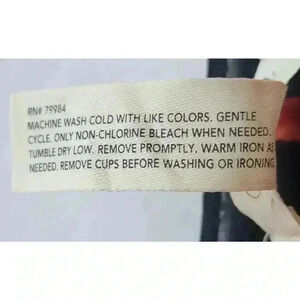 RN# 79984
MACHINE WASH COLD WITH LIKE COLORS. GENTLE
CYCLE. ONLY NON-CHLORINE BLEACH WHEN NEEDED.
TUMBLE DRY LOW. REMOVE PROMPTLY. WARM IRON AS
NEEDED. REMOVE CUPS BEFORE WASHING OR IRONING